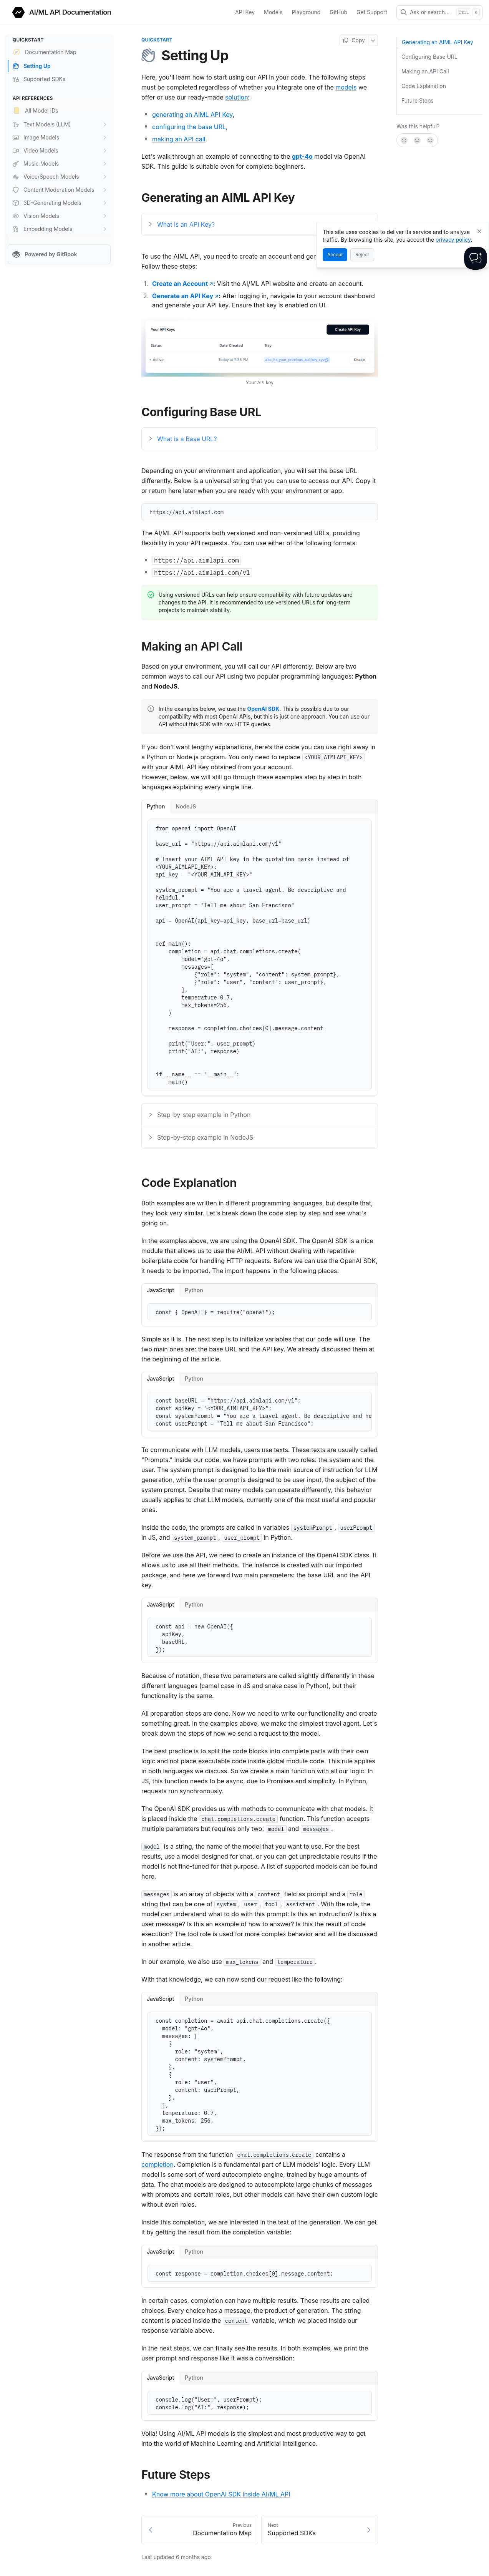 AI/ML API Documentation
API Key
Models
Playground
GitHub
Get Support
Ask or search...
Ctrl
K
QUICKSTART
Documentation Map
Setting Up
Supported SDKs
API REFERENCES
All Model IDs
Text Models (LLM)
Image Models
Video Models
Music Models
Voice/Speech Models
Content Moderation Models
3D-Generating Models
Vision Models
Embedding Models
Powered by GitBook
QUICKSTART
Copy
Setting Up
Here, you'll learn how to start using our API in your code. The following steps
must be completed regardless of whether you integrate one of the models we
offer or use our ready-made solution:
generating an AIML API Key,
configuring the base URL,
making an API call.
Let's walk through an example of connecting to the gpt-4o model via OpenAI
SDK. This guide is suitable even for complete beginners.
Generating an AIML API Key
What is an API Key?
To use the AIML API, you need to create an account and
Follow these steps:
1. Create an Account ↗: Visit the AI/ML API website and create an account.
2. Generate an API Key ↗: After logging in, navigate to your account dashboard
and generate your API key. Ensure that key is enabled on UI.
Your API Keys
Create API Key
Status
Date Created
Key
Active
Today at 7:35 PM
Enable
Your API key
Configuring Base URL
What is a Base URL?
Depending on your environment and application, you will set the base URL
differently. Below is a universal string that you can use to access our API. Copy it
or return here later when you are ready with your environment or app.
https://api.aimlapi.com
The AI/ML API supports both versioned and non-versioned URLs, providing
flexibility in your API requests. You can use either of the following formats:
https://api.aimlapi.com
https://api.aimlapi.com/v1
Using versioned URLs can help ensure compatibility with future updates and
changes to the API. It is recommended to use versioned URLs for long-term
projects to maintain stability.
Making an API Call
Based on your environment, you will call our API differently. Below are two
common ways to call our API using two popular programming languages: Python
and NodeJS.
In the examples below, we use the OpenAI SDK. This is possible due to our
compatibility with most OpenAI APIs, but this is just one approach. You can use our
API without this SDK with raw HTTP queries.
If you don't want lengthy explanations, here's the code you can use right away in
a Python or Node.js program. You only need to replace <YOUR_AIMLAPI_KEY>
with your AIML API Key obtained from your account.
However, below, we will still go through these examples step by step in both
languages explaining every single line.
Python
NodeJS
from openai import OpenAI
base_url = "https://api.aimlapi.com/v1"
# Insert your AIML API key in the quotation marks instead of
<YOUR_AIMLAPI_KEY>:
api_key = "<YOUR_AIMLAPI_KEY>"
system_prompt = "You are a travel agent. Be descriptive and
helpful."
user_prompt = "Tell me about San Francisco"
api = OpenAI(api_key=api_key, base_url=base_url)
def main():
completion = api.chat.completions.create(
model="gpt-4o",
messages=[
{"role": "system", "content": system_prompt},
{"role": "user", "content": user_prompt},
],
temperature=0.7,
max_tokens=256,
)
response = completion.choices[0].message.content
print("User:", user_prompt)
print("AI:", response)
if __name__ == "__main__":
main()
Step-by-step example in Python
Step-by-step example in NodeJS
Code Explanation
Both examples are written in different programming languages, but despite that,
they look very similar. Let's break down the code step by step and see what's
going on.
In the examples above, we are using the OpenAI SDK. The OpenAI SDK is a nice
module that allows us to use the AI/ML API without dealing with repetitive
boilerplate code for handling HTTP requests. Before we can use the OpenAI SDK,
it needs to be imported. The import happens in the following places:
JavaScript
Python
const { OpenAI } = require("openai");
Simple as it is. The next step is to initialize variables that our code will use. The
two main ones are: the base URL and the API key. We already discussed them at
the beginning of the article.
JavaScript
Python
const baseURL = "https://api.aimlapi.com/v1";
const apiKey = "<YOUR_AIMLAPI_KEY>";
const systemPrompt = "You are a travel agent. Be descriptive and he
const userPrompt = "Tell me about San Francisco";
To communicate with LLM models, users use texts. These texts are usually called
"Prompts." Inside our code, we have prompts with two roles: the system and the
user. The system prompt is designed to be the main source of instruction for LLM
generation, while the user prompt is designed to be user input, the subject of the
system prompt. Despite that many models can operate differently, this behavior
usually applies to chat LLM models, currently one of the most useful and popular
ones.
Inside the code, the prompts are called in variables systemPrompt, userPrompt
in JS, and system_prompt, user_prompt in Python.
Before we use the API, we need to create an instance of the OpenAI SDK class. It
allows us to use all their methods. The instance is created with our imported
package, and here we forward two main parameters: the base URL and the API
key.
JavaScript
Python
const api = new OpenAI({
apiKey,
baseURL,
});
Because of notation, these two parameters are called slightly differently in these
different languages (camel case in JS and snake case in Python), but their
functionality is the same.
All preparation steps are done. Now we need to write our functionality and create
something great. In the examples above, we make the simplest travel agent. Let's
break down the steps of how we send a request to the model.
The best practice is to split the code blocks into complete parts with their own
logic and not place executable code inside global module code. This rule applies
in both languages we discuss. So we create a main function with all our logic. In
JS, this function needs to be async, due to Promises and simplicity. In Python,
requests run synchronously.
The OpenAI SDK provides us with methods to communicate with chat models. It
is placed inside the chat.completions.create function. This function accepts
multiple parameters but requires only two: model and messages.
model is a string, the name of the model that you want to use. For the best
results, use a model designed for chat, or you can get unpredictable results if the
model is not fine-tuned for that purpose. A list of supported models can be found
here.
messages is an array of objects with a content field as prompt and a role
string that can be one of system, user, tool, assistant. With the role, the
model can understand what to do with this prompt: Is this an instruction? Is this a
user message? Is this an example of how to answer? Is this the result of code
execution? The tool role is used for more complex behavior and will be discussed
in another article.
In our example, we also use max_tokens and temperature.
With that knowledge, we can now send our request like the following:
JavaScript
Python
const completion = await api.chat.completions.create({
model: "gpt-4o",
messages: [
{
role: "system",
content: systemPrompt,
},
{
role: "user",
content: userPrompt,
},
],
temperature: 0.7,
max_tokens: 256,
});
The response from the function chat.completions.create contains a
completion. Completion is a fundamental part of LLM models' logic. Every LLM
model is some sort of word autocomplete engine, trained by huge amounts of
data. The chat models are designed to autocomplete large chunks of messages
with prompts and certain roles, but other models can have their own custom logic
without even roles.
Inside this completion, we are interested in the text of the generation. We can get
it by getting the result from the completion variable:
JavaScript
Python
const response = completion.choices[0].message.content;
In certain cases, completion can have multiple results. These results are called
choices. Every choice has a message, the product of generation. The string
content is placed inside the content variable, which we placed inside our
response variable above.
In the next steps, we can finally see the results. In both examples, we print the
user prompt and response like it was a conversation:
JavaScript
Python
console.log("User:", userPrompt);
console.log("AI:", response);
Voila! Using AI/ML API models is the simplest and most productive way to get
into the world of Machine Learning and Artificial Intelligence.
Future Steps
Know more about OpenAI SDK inside AI/ML API
Previous
Documentation Map
Next
Supported SDKs
Last updated 6 months ago
Generating an AIML API Key
Configuring Base URL
Making an API Call
Code Explanation
Future Steps
Was this helpful?
This site uses cookies to deliver its service and to analyze
traffic. By browsing this site, you accept the privacy policy.
Accept
Reject